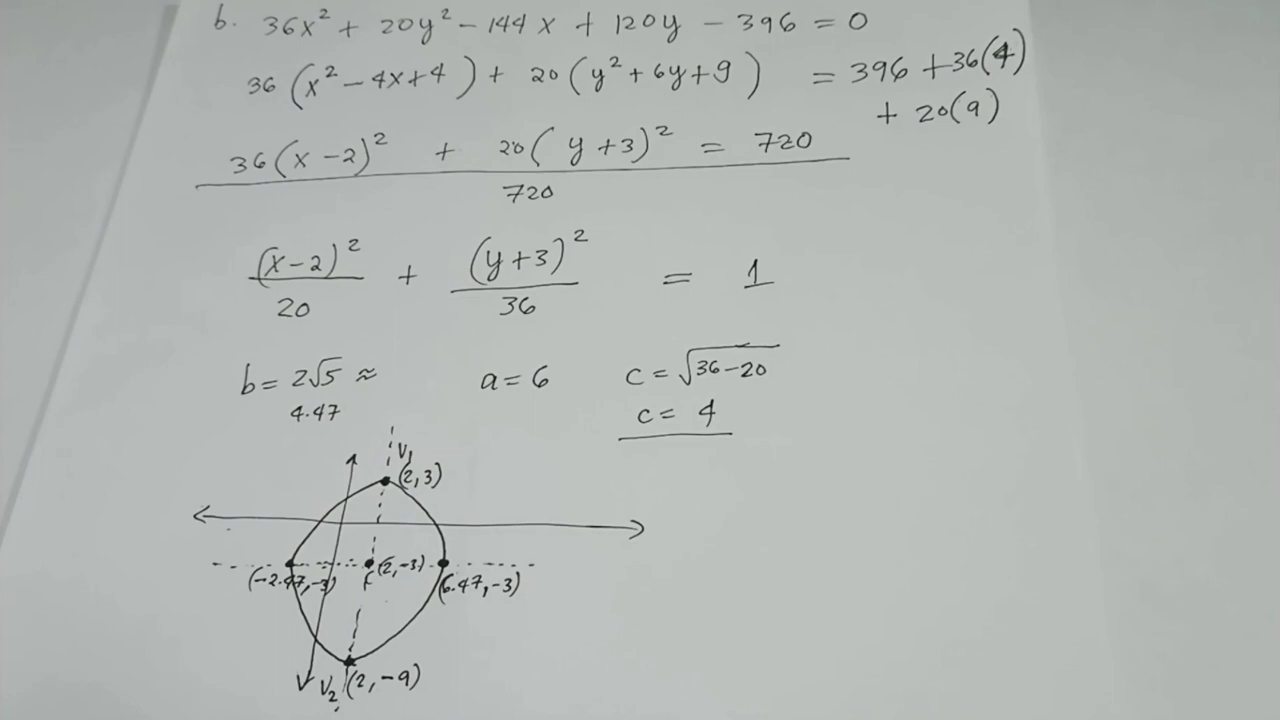 b. 36x² + 20y² − 144x + 120y − 396 = 0
36(x² − 4x + 4) + 20(y² + 6y + 9) = 396 + 36(4)
+ 20(9)
36(x − 2)² + 20(y + 3)² = 720
720
(x − 2)² + (y + 3)² = 1
20 36
b = 2√5 ≈ a = 6 c = √36−20
4.47 c = 4
V₁
(2, 3)
(−2.47, −3) (2, −3) (6.47, −3)
V₂ (2, −9)